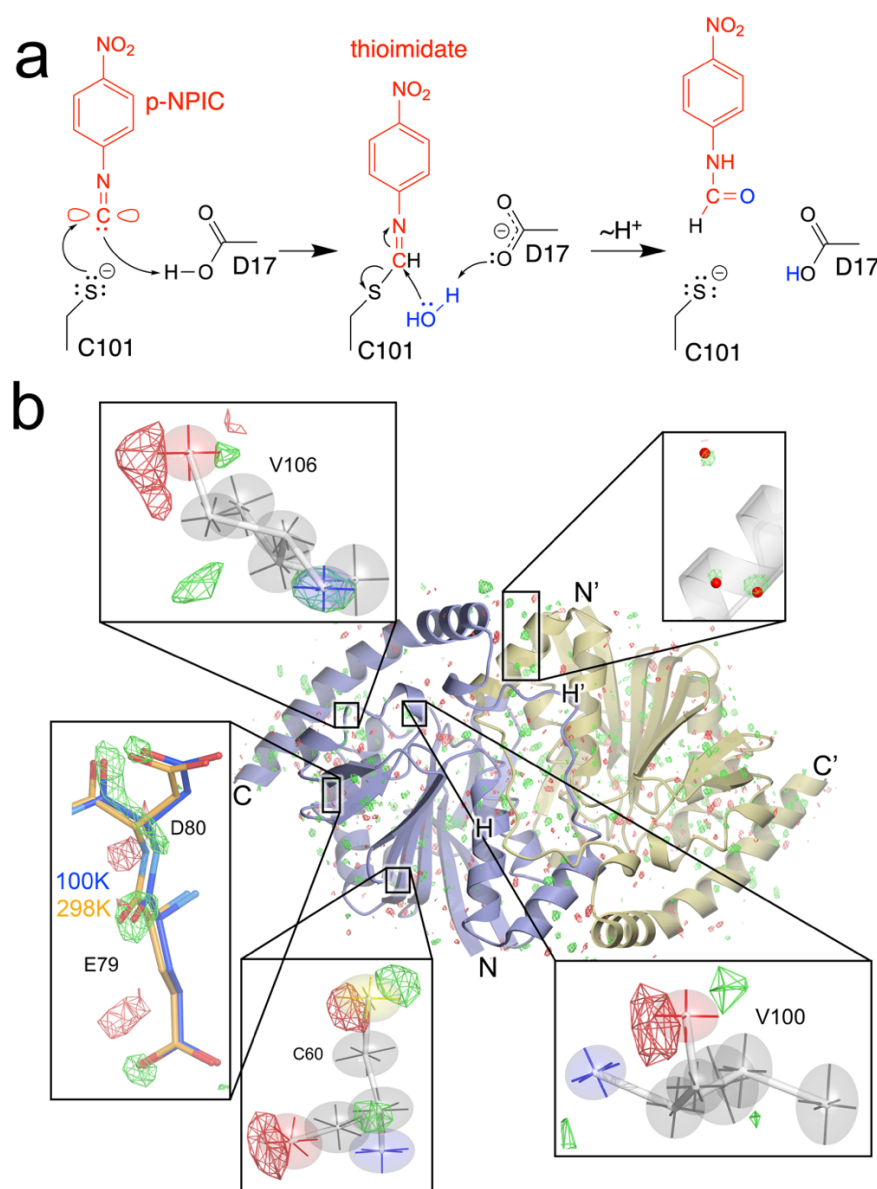 a
NO₂
p-NPIC
N
C
H
O
O
D17
S
C101
thioimidate
NO₂
N
CH
S
C101
H
HO
O
O
D17
~H⁺
NO₂
NH
C=O
H
S
C101
O
HO
D17
b
V106
N’
H’
C
C’
H
N
D80
100K
298K
E79
C60
V100